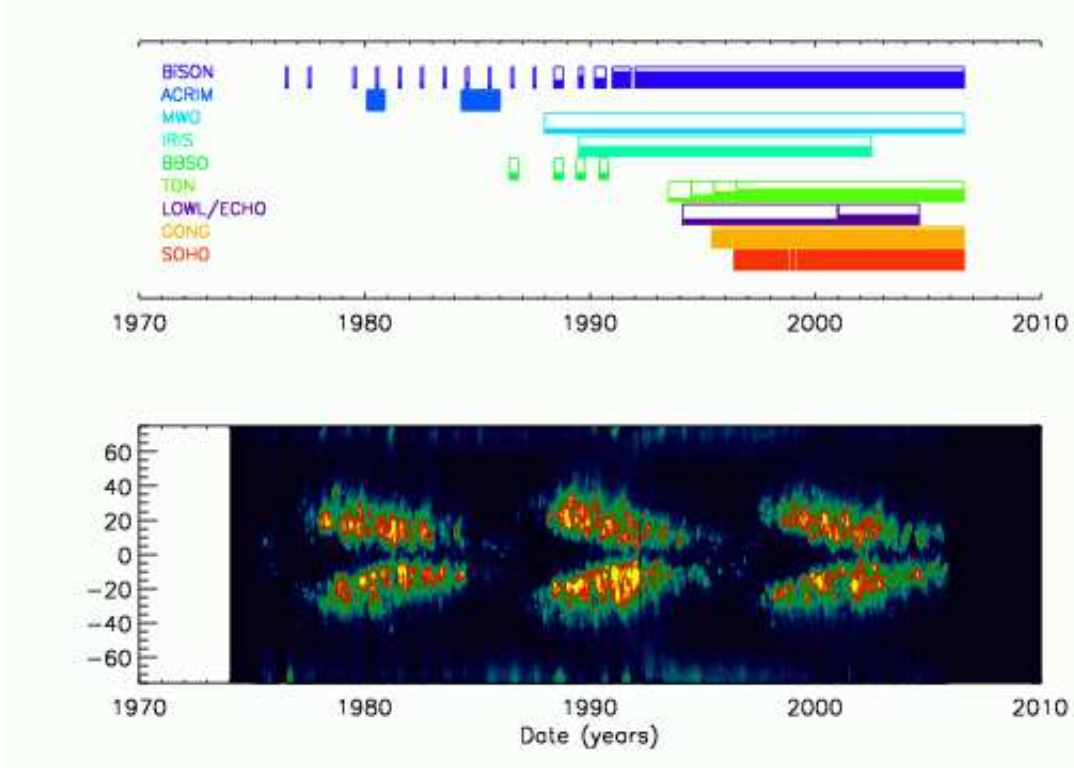 BiSON
ACRIM
MWO
IRIS
BBSO
TON
LOWL/ECHO
GONG
SOHO
1970 1980 1990 2000 2010
60
40
20
0
−20
−40
−60
1970 1980 1990 2000 2010
Date (years)